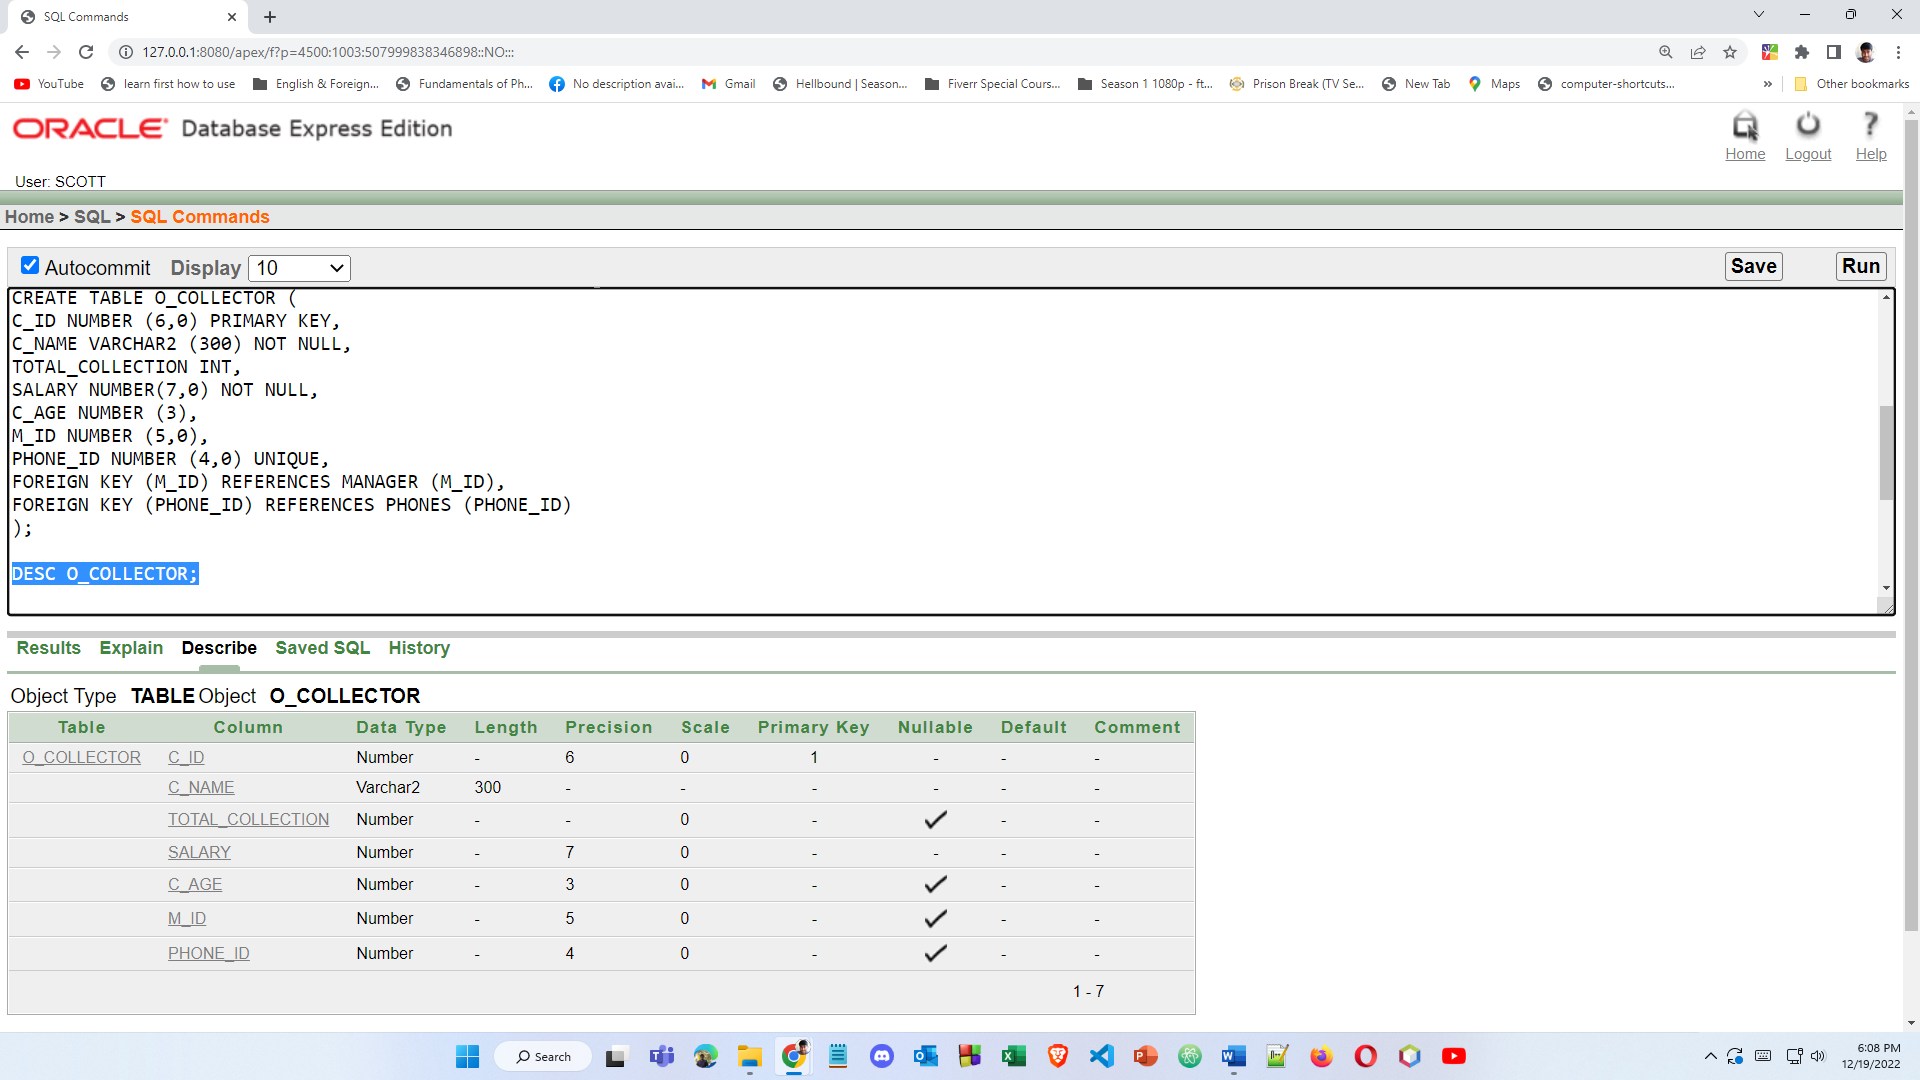 SQL Commands
127.0.0.1:8080/apex/f?p=4500:1003:507999838346898::NO:::
YouTube learn first how to use English & Foreign... Fundamentals of Ph... No description avai... Gmail Hellbound | Season... Fiverr Special Cours... Season 1 1080p - ft... Prison Break (TV Se... New Tab Maps computer-shortcuts... » Other bookmarks
ORACLE Database Express Edition
Home Logout Help
User: SCOTT
Home > SQL > SQL Commands
Autocommit Display 10 Save Run
CREATE TABLE O_COLLECTOR (
C_ID NUMBER (6,0) PRIMARY KEY,
C_NAME VARCHAR2 (300) NOT NULL,
TOTAL_COLLECTION INT,
SALARY NUMBER(7,0) NOT NULL,
C_AGE NUMBER (3),
M_ID NUMBER (5,0),
PHONE_ID NUMBER (4,0) UNIQUE,
FOREIGN KEY (M_ID) REFERENCES MANAGER (M_ID),
FOREIGN KEY (PHONE_ID) REFERENCES PHONES (PHONE_ID)
);
DESC O_COLLECTOR;
Results Explain Describe Saved SQL History
Object Type TABLE Object O_COLLECTOR
Table Column Data Type Length Precision Scale Primary Key Nullable Default Comment
O_COLLECTOR C_ID Number - 6 0 1 - - -
C_NAME Varchar2 300 - - - - - -
TOTAL_COLLECTION Number - - 0 - ✓ - -
SALARY Number - 7 0 - - - -
C_AGE Number - 3 0 - ✓ - -
M_ID Number - 5 0 - ✓ - -
PHONE_ID Number - 4 0 - ✓ - -
1 - 7
Search
6:08 PM
12/19/2022